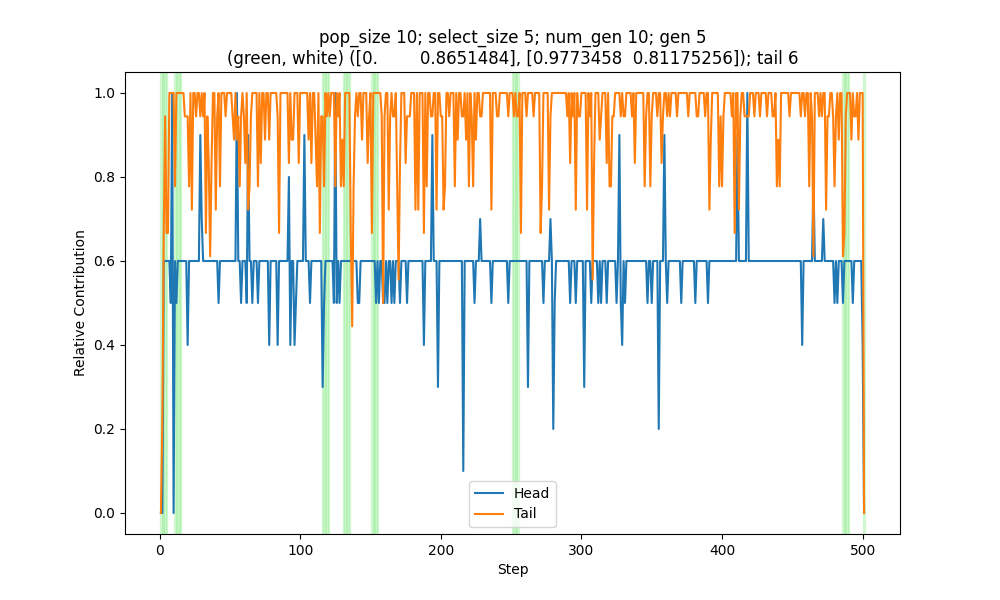 pop_size 10; select_size 5; num_gen 10; gen 5
(green, white) ([0. 0.8651484], [0.9773458 0.81175256]); tail 6
1.0
0.8
0.6
0.4
0.2
0.0
Relative Contribution
Head
Tail
0 100 200 300 400 500
Step